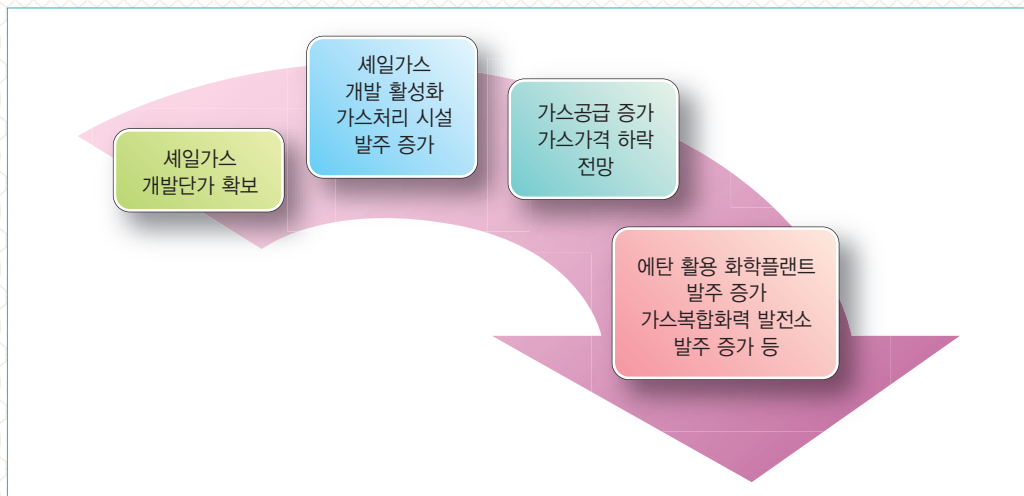 셰일가스
개발단가 확보
셰일가스
개발 활성화
가스처리 시설
발주 증가
가스공급 증가
가스가격 하락
전망
에탄 활용 화학플랜트
발주 증가
가스복합화력 발전소
발주 증가 등